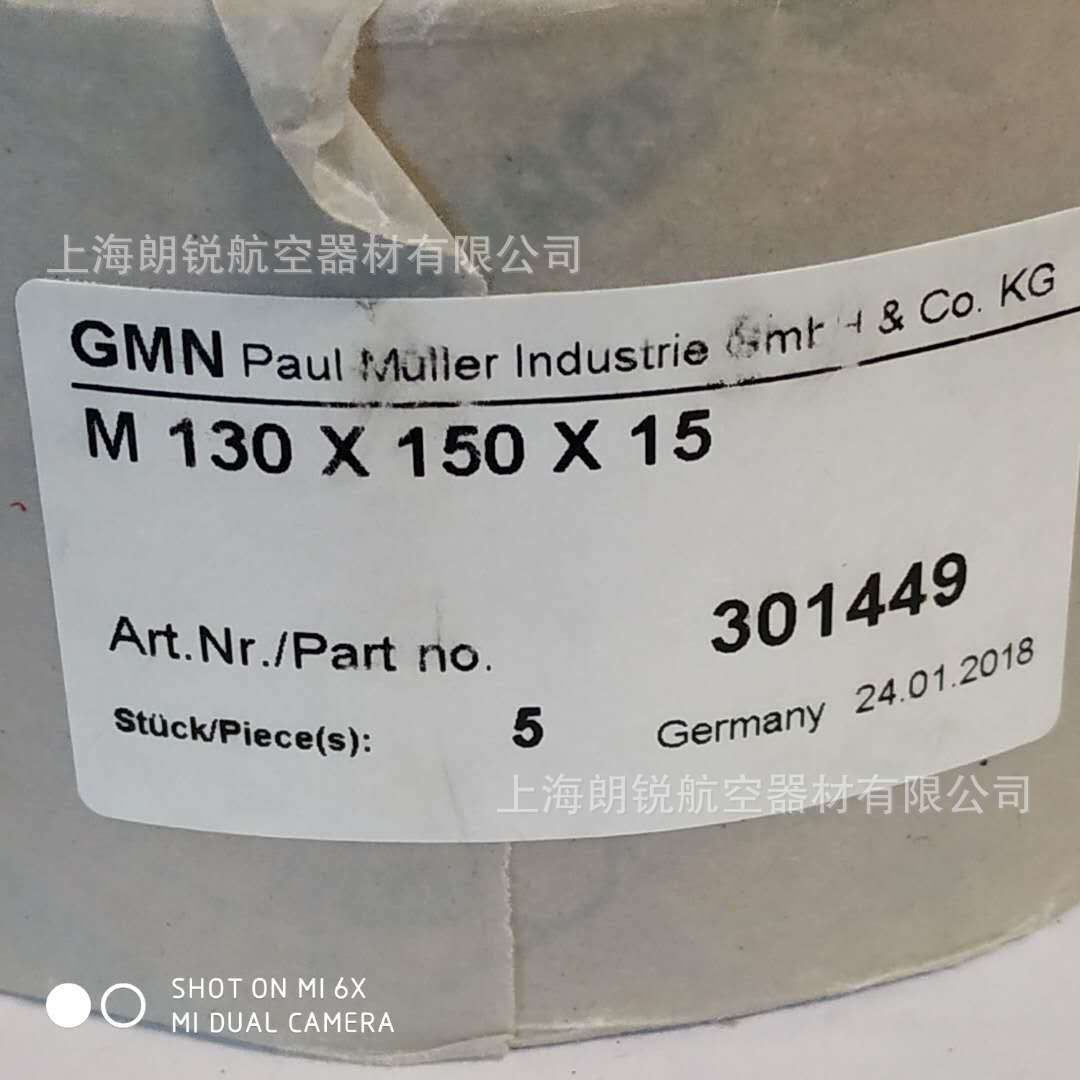 上海朗锐航空器材有限公司
GMN Paul Müller Industrie GmbH & Co. KG
M 130 X 150 X 15
Art.Nr./Part no. 301449
Stück/Piece(s): 5 Germany 24.01.2018
上海朗锐航空器材有限公司
SHOT ON MI 6X
MI DUAL CAMERA